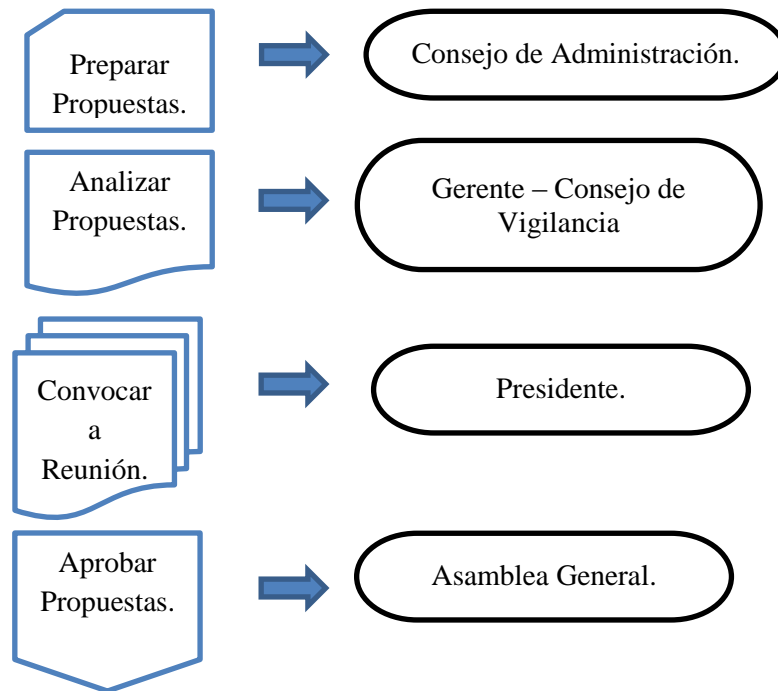 Preparar
Propuestas.
Consejo de Administración.
Analizar
Propuestas.
Gerente – Consejo de
Vigilancia
Convocar
a
Reunión.
Presidente.
Aprobar
Propuestas.
Asamblea General.